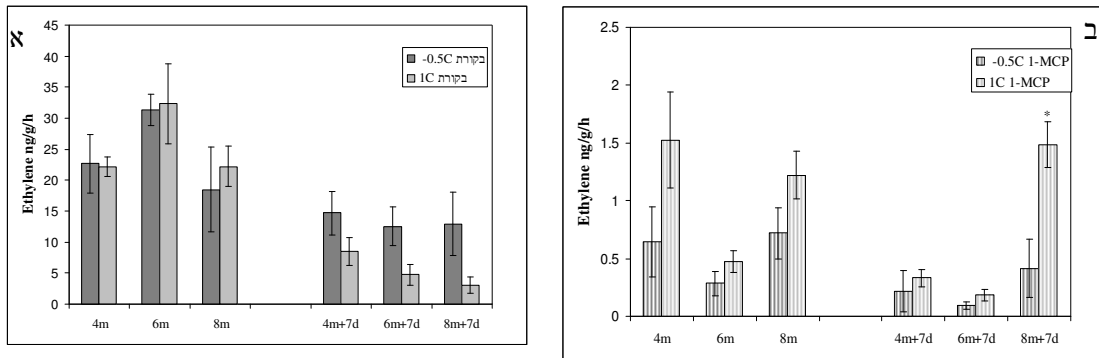 א
45
40
35
30
25
20
15
10
5
0
Ethylene ng/g/h
-0.5C בקורת
1C בקורת
4m 6m 8m 4m+7d 6m+7d 8m+7d
ב
2.5
2
1.5
1
0.5
0
Ethylene ng/g/h
-0.5C 1-MCP
1C 1-MCP
*
4m 6m 8m 4m+7d 6m+7d 8m+7d